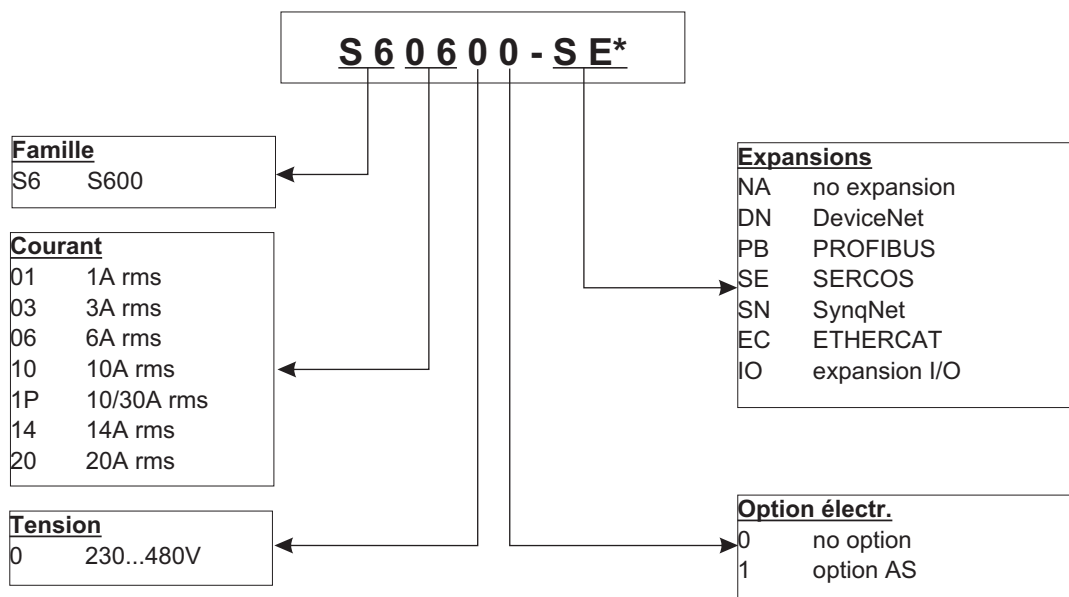 S 6 0 6 0 0 - S E*
Famille
S6 S600
Courant
01 1A rms
03 3A rms
06 6A rms
10 10A rms
1P 10/30A rms
14 14A rms
20 20A rms
Tension
0 230...480V
Expansions
NA no expansion
DN DeviceNet
PB PROFIBUS
SE SERCOS
SN SynqNet
EC ETHERCAT
IO expansion I/O
Option électr.
0 no option
1 option AS